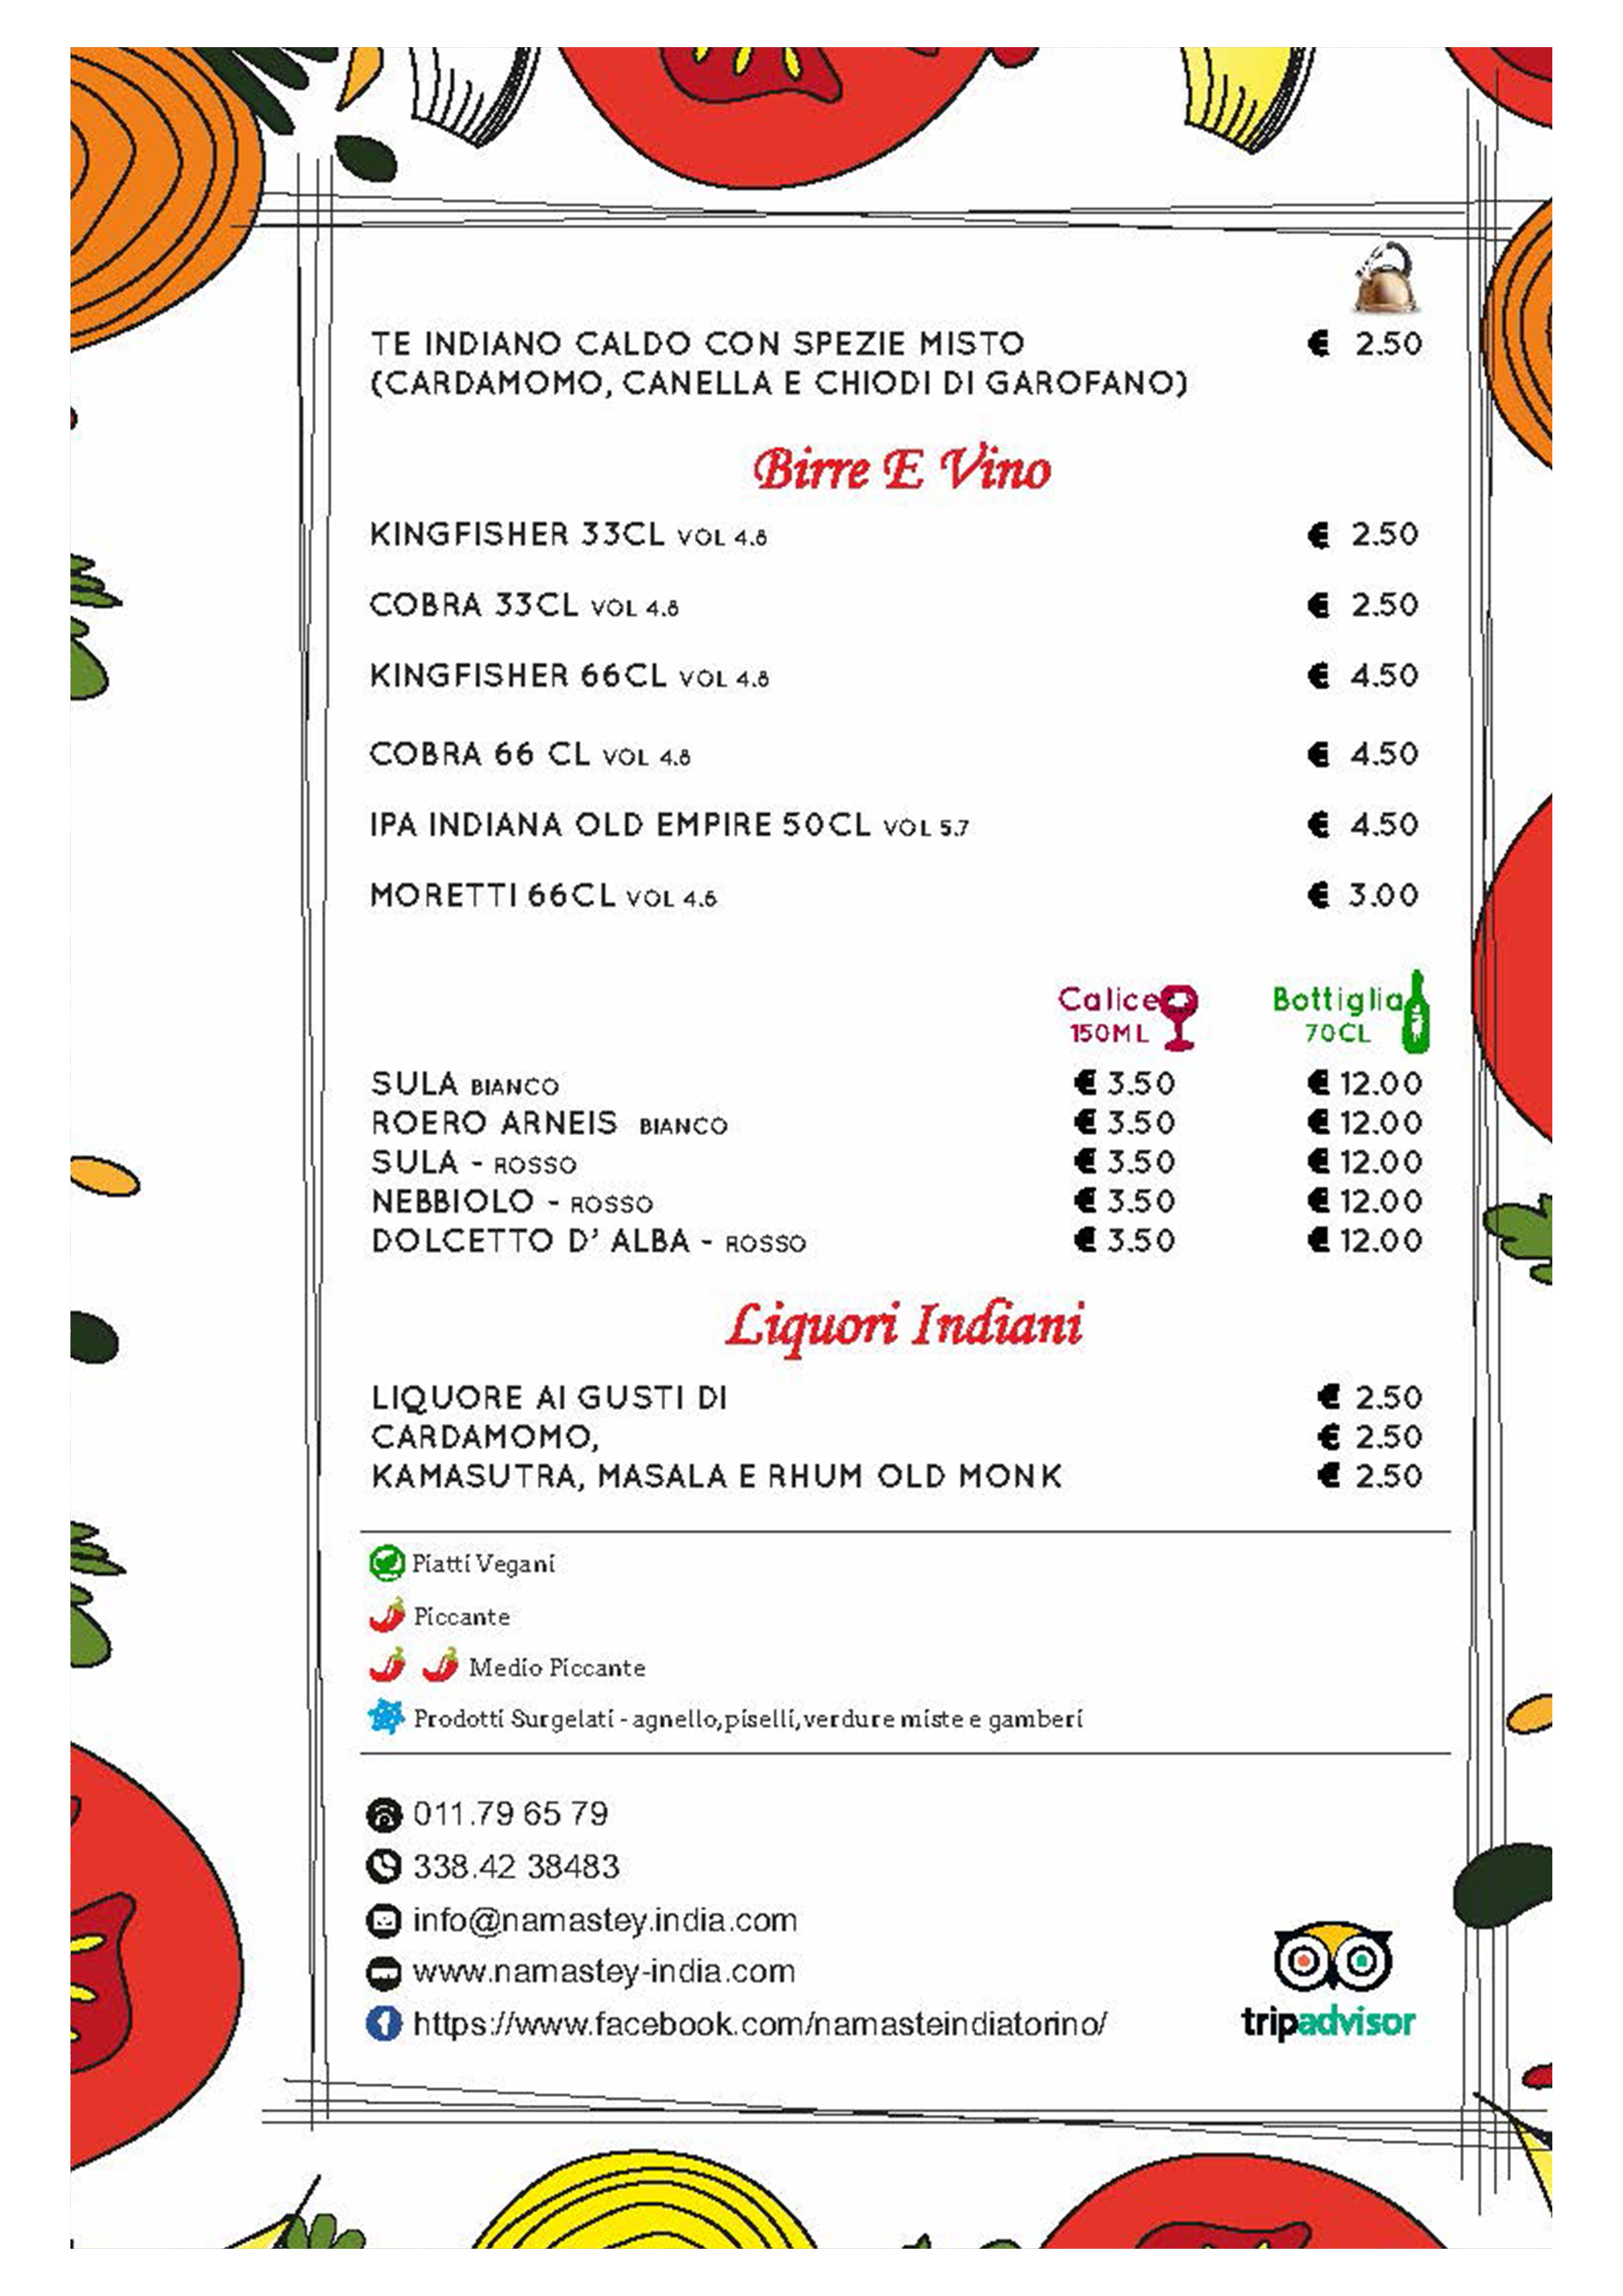 TE INDIANO CALDO CON SPEZIE MISTO € 2.50
(CARDAMOMO, CANELLA E CHIODI DI GAROFANO)
Birre E Vino
KINGFISHER 33CL VOL 4.8 € 2.50
COBRA 33CL VOL 4.8 € 2.50
KINGFISHER 66CL VOL 4.8 € 4.50
COBRA 66 CL VOL 4.8 € 4.50
IPA INDIANA OLD EMPIRE 50CL VOL 5.7 € 4.50
MORETTI 66CL VOL 4.6 € 3.00
Calice Bottiglia
150ML 70CL
SULA BIANCO € 3.50 € 12.00
ROERO ARNEIS BIANCO € 3.50 € 12.00
SULA - ROSSO € 3.50 € 12.00
NEBBIOLO - ROSSO € 3.50 € 12.00
DOLCETTO D' ALBA - ROSSO € 3.50 € 12.00
Liquori Indiani
LIQUORE AI GUSTI DI € 2.50
CARDAMOMO, € 2.50
KAMASUTRA, MASALA E RHUM OLD MONK € 2.50
Piatti Vegani
Piccante
Medio Piccante
Prodotti Surgelati - agnello,piselli,verdure miste e gamberi
011.79 65 79
338.42 38483
info@namastey.india.com
www.namastey-india.com
https://www.facebook.com/namasteindiatorino/
tripadvisor